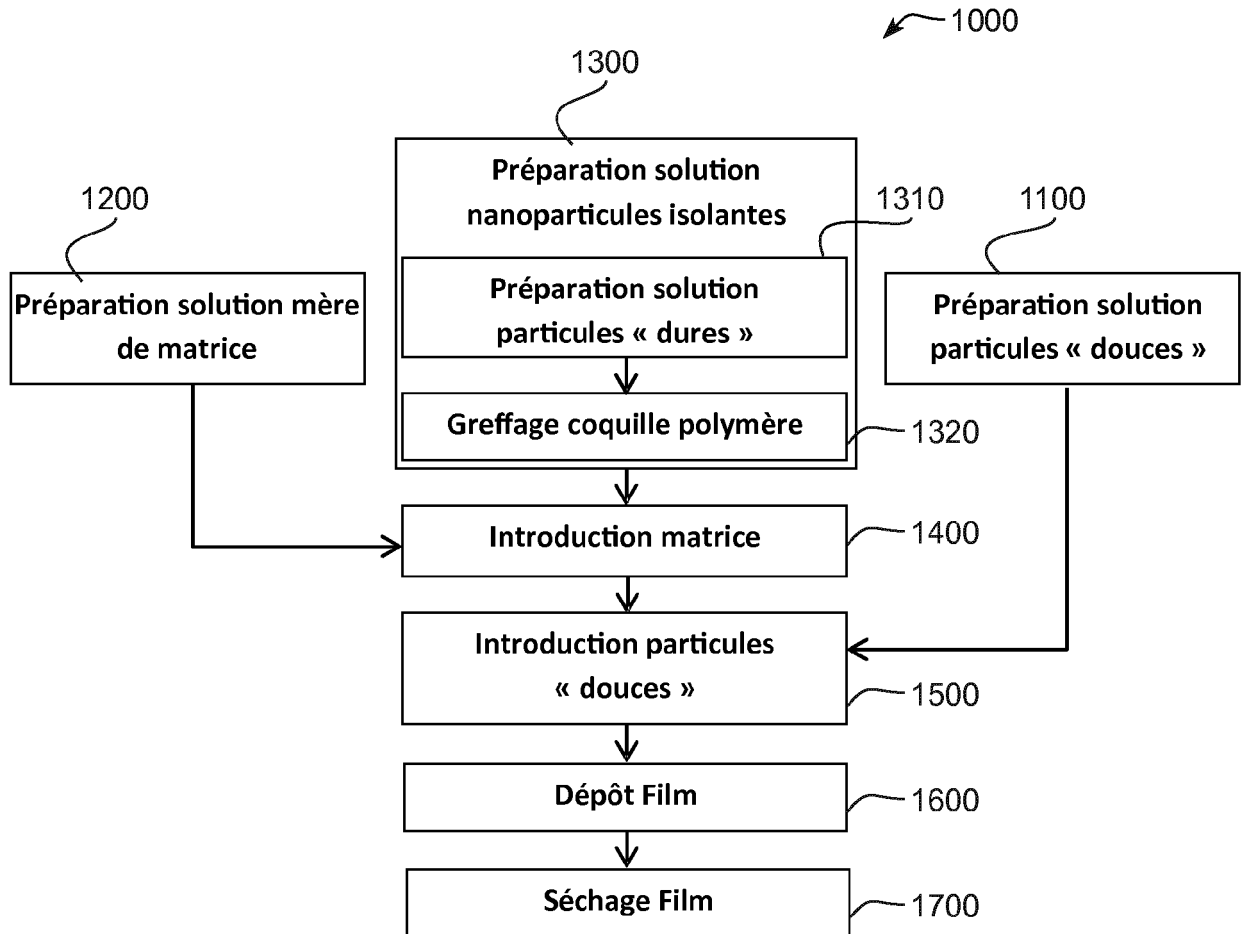 1000
1300
Préparation solution
nanoparticules isolantes
1310
1200
1100
Préparation solution mère
de matrice
Préparation solution
particules « dures »
Préparation solution
particules « douces »
Greffage coquille polymère
1320
Introduction matrice
1400
Introduction particules
« douces »
1500
Dépôt Film
1600
Séchage Film
1700